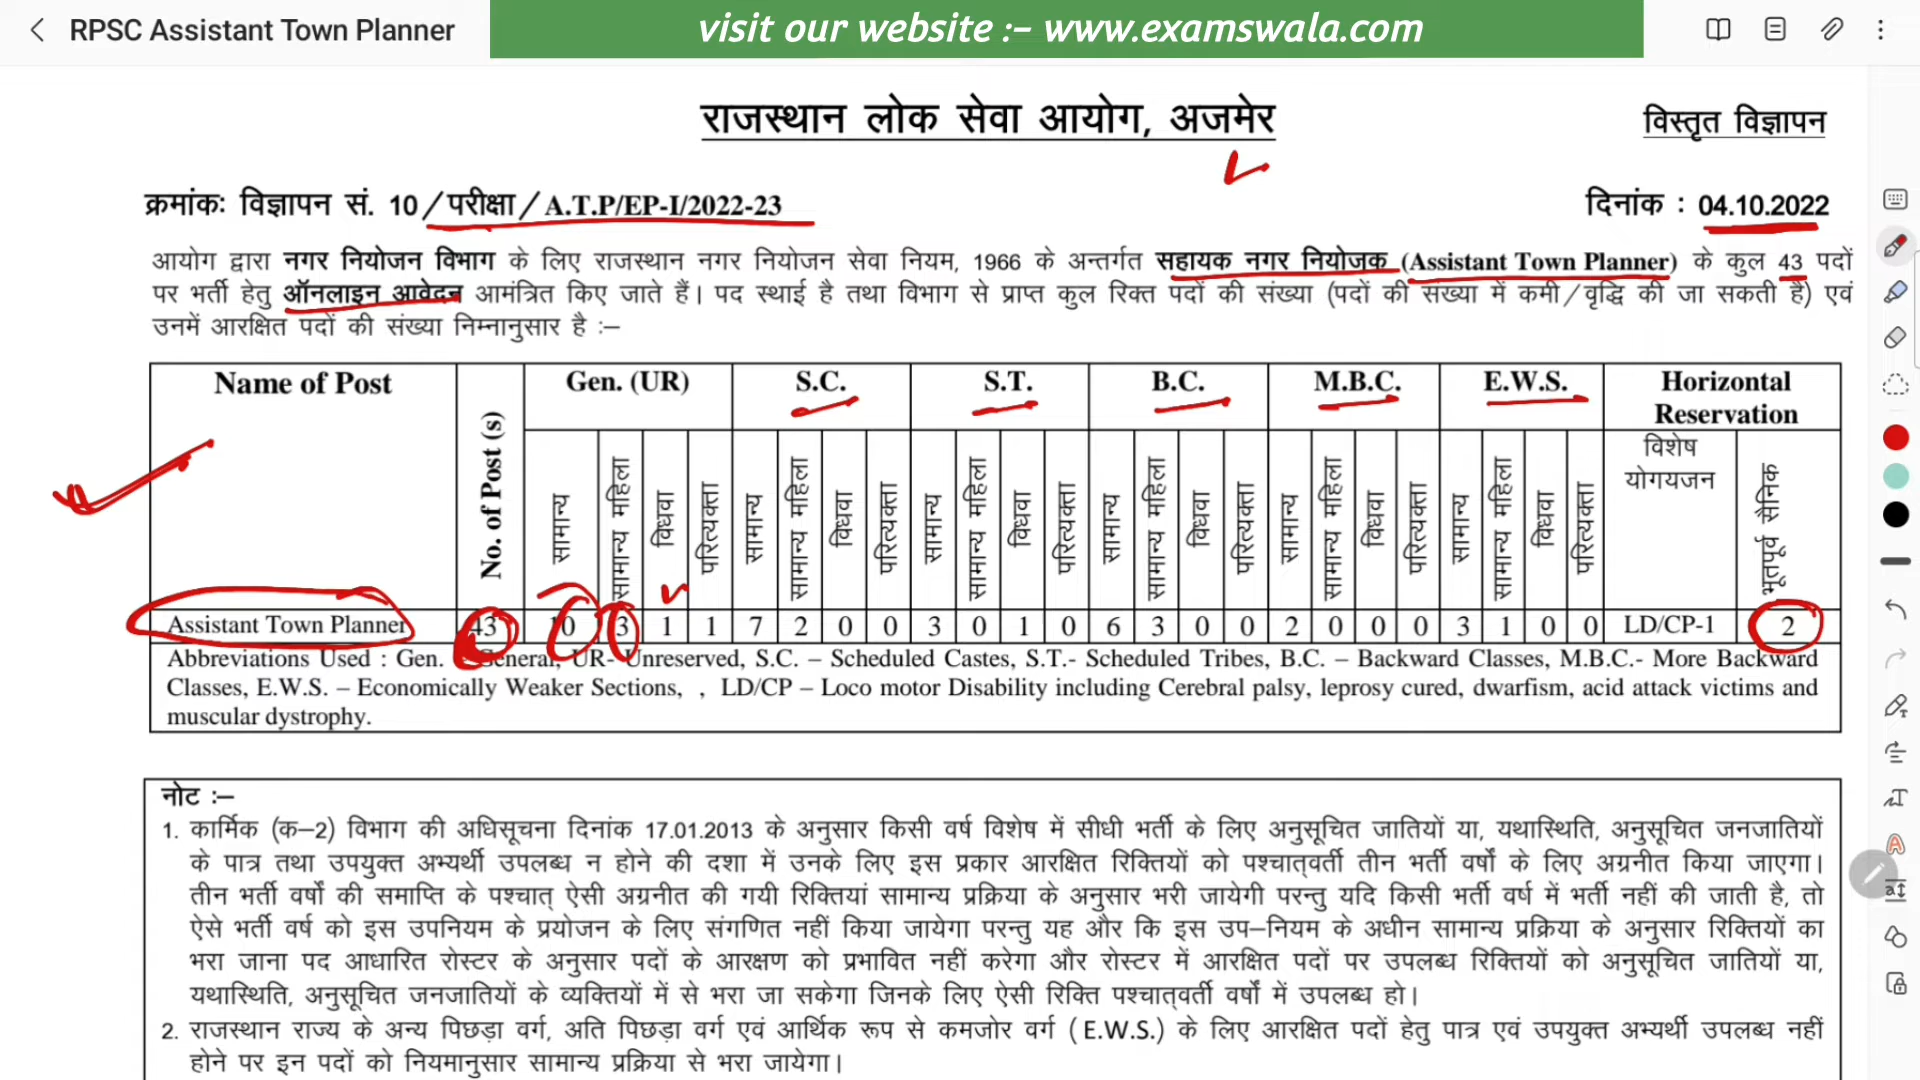 RPSC Assistant Town Planner
visit our website :– www.examswala.com
राजस्थान लोक सेवा आयोग, अजमेर
विस्तृत विज्ञापन
क्रमांकः विज्ञापन सं. 10/परीक्षा/A.T.P/EP-I/2022-23
दिनांक : 04.10.2022
आयोग द्वारा नगर नियोजन विभाग के लिए राजस्थान नगर नियोजन सेवा नियम, 1966 के अन्तर्गत सहायक नगर नियोजक (Assistant Town Planner) के कुल 43 पदों
पर भर्ती हेतु ऑनलाइन आवेदन आमंत्रित किए जाते हैं। पद स्थाई है तथा विभाग से प्राप्त कुल रिक्त पदों की संख्या (पदों की संख्या में कमी/वृद्धि की जा सकती है) एवं
उनमें आरक्षित पदों की संख्या निम्नानुसार है :–
Name of Post No. of Post (s) Gen. (UR) S.C. S.T. B.C. M.B.C. E.W.S. Horizontal
Reservation
सामान्य सामान्य महिला विधवा परित्यक्ता सामान्य सामान्य महिला विधवा परित्यक्ता सामान्य सामान्य महिला विधवा परित्यक्ता सामान्य सामान्य महिला विधवा परित्यक्ता सामान्य सामान्य महिला विधवा परित्यक्ता सामान्य सामान्य महिला विधवा परित्यक्ता विशेष
योगयजन भूतपूर्व सैनिक
Assistant Town Planner 43 10 3 1 1 7 2 0 0 3 0 1 0 6 3 0 0 2 0 0 0 3 1 0 0 LD/CP-1 2
Abbreviations Used : Gen. - General, UR- Unreserved, S.C. – Scheduled Castes, S.T.- Scheduled Tribes, B.C. – Backward Classes, M.B.C.- More Backward
Classes, E.W.S. – Economically Weaker Sections, , LD/CP – Loco motor Disability including Cerebral palsy, leprosy cured, dwarfism, acid attack victims and
muscular dystrophy.
नोट :–
1. कार्मिक (क–2) विभाग की अधिसूचना दिनांक 17.01.2013 के अनुसार किसी वर्ष विशेष में सीधी भर्ती के लिए अनुसूचित जातियों या, यथास्थिति, अनुसूचित जनजातियों
के पात्र तथा उपयुक्त अभ्यर्थी उपलब्ध न होने की दशा में उनके लिए इस प्रकार आरक्षित रिक्तियों को पश्चात्वर्ती तीन भर्ती वर्षों के लिए अग्रनीत किया जाएगा।
तीन भर्ती वर्षों की समाप्ति के पश्चात् ऐसी अग्रनीत की गयी रिक्तियां सामान्य प्रक्रिया के अनुसार भरी जायेगी परन्तु यदि किसी भर्ती वर्ष में भर्ती नहीं की जाती है, तो
ऐसे भर्ती वर्ष को इस उपनियम के प्रयोजन के लिए संगणित नहीं किया जायेगा परन्तु यह और कि इस उप–नियम के अधीन सामान्य प्रक्रिया के अनुसार रिक्तियों का
भरा जाना पद आधारित रोस्टर के अनुसार पदों के आरक्षण को प्रभावित नहीं करेगा और रोस्टर में आरक्षित पदों पर उपलब्ध रिक्तियों को अनुसूचित जातियों या,
यथास्थिति, अनुसूचित जनजातियों के व्यक्तियों में से भरा जा सकेगा जिनके लिए ऐसी रिक्ति पश्चात्वर्ती वर्षों में उपलब्ध हो।
2. राजस्थान राज्य के अन्य पिछड़ा वर्ग, अति पिछड़ा वर्ग एवं आर्थिक रूप से कमजोर वर्ग (E.W.S.) के लिए आरक्षित पदों हेतु पात्र एवं उपयुक्त अभ्यर्थी उपलब्ध नहीं
होने पर इन पदों को नियमानुसार सामान्य प्रक्रिया से भरा जायेगा।